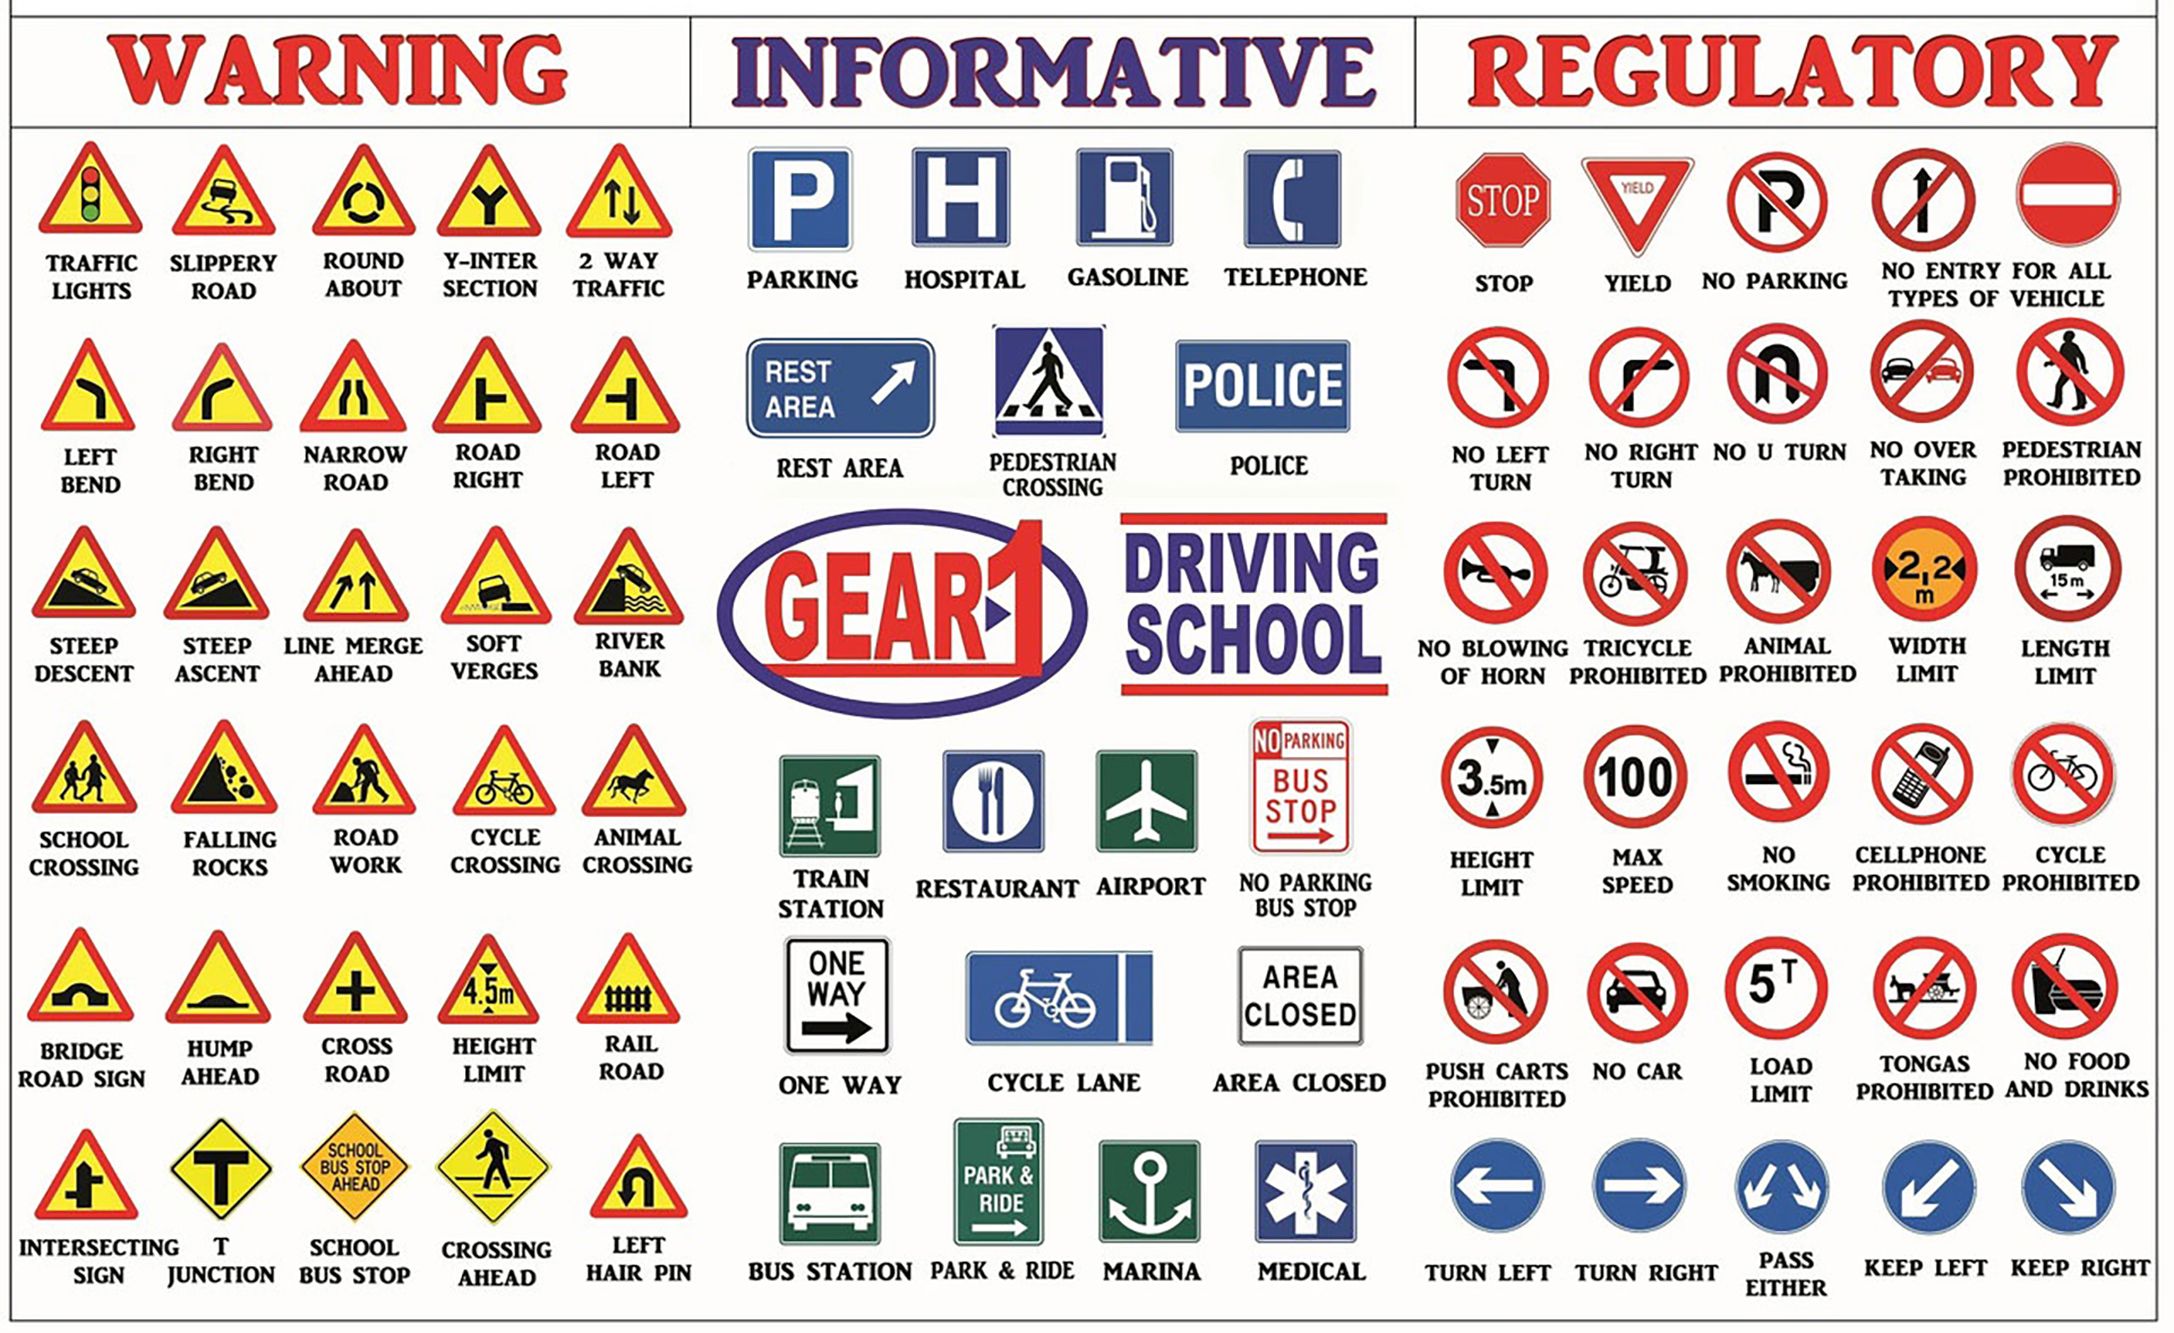 WARNING
INFORMATIVE
REGULATORY
TRAFFIC
LIGHTS
SLIPPERY
ROAD
ROUND
ABOUT
Y-INTER
SECTION
2 WAY
TRAFFIC
LEFT
BEND
RIGHT
BEND
NARROW
ROAD
ROAD
RIGHT
ROAD
LEFT
STEEP
DESCENT
STEEP
ASCENT
LINE MERGE
AHEAD
SOFT
VERGES
RIVER
BANK
SCHOOL
CROSSING
FALLING
ROCKS
ROAD
WORK
CYCLE
CROSSING
ANIMAL
CROSSING
BRIDGE
ROAD SIGN
HUMP
AHEAD
CROSS
ROAD
4.5m
HEIGHT
LIMIT
RAIL
ROAD
INTERSECTING
SIGN
T
JUNCTION
SCHOOL
BUS STOP
AHEAD
SCHOOL
BUS STOP
CROSSING
AHEAD
LEFT
HAIR PIN
P
PARKING
H
HOSPITAL
GASOLINE
TELEPHONE
REST
AREA
REST AREA
PEDESTRIAN
CROSSING
POLICE
POLICE
GEAR 1
DRIVING
SCHOOL
TRAIN
STATION
RESTAURANT
AIRPORT
NO PARKING
BUS
STOP
NO PARKING
BUS STOP
ONE
WAY
ONE WAY
CYCLE LANE
AREA
CLOSED
AREA CLOSED
BUS STATION
PARK &
RIDE
PARK & RIDE
MARINA
MEDICAL
STOP
STOP
YIELD
YIELD
P
NO PARKING
NO ENTRY FOR ALL
TYPES OF VEHICLE
NO LEFT
TURN
NO RIGHT
TURN
NO U TURN
NO OVER
TAKING
PEDESTRIAN
PROHIBITED
NO BLOWING
OF HORN
TRICYCLE
PROHIBITED
ANIMAL
PROHIBITED
2,2
m
WIDTH
LIMIT
15m
LENGTH
LIMIT
3.5m
HEIGHT
LIMIT
100
MAX
SPEED
NO
SMOKING
CELLPHONE
PROHIBITED
CYCLE
PROHIBITED
PUSH CARTS
PROHIBITED
NO CAR
5T
LOAD
LIMIT
TONGAS
PROHIBITED
NO FOOD
AND DRINKS
TURN LEFT
TURN RIGHT
PASS
EITHER
KEEP LEFT
KEEP RIGHT